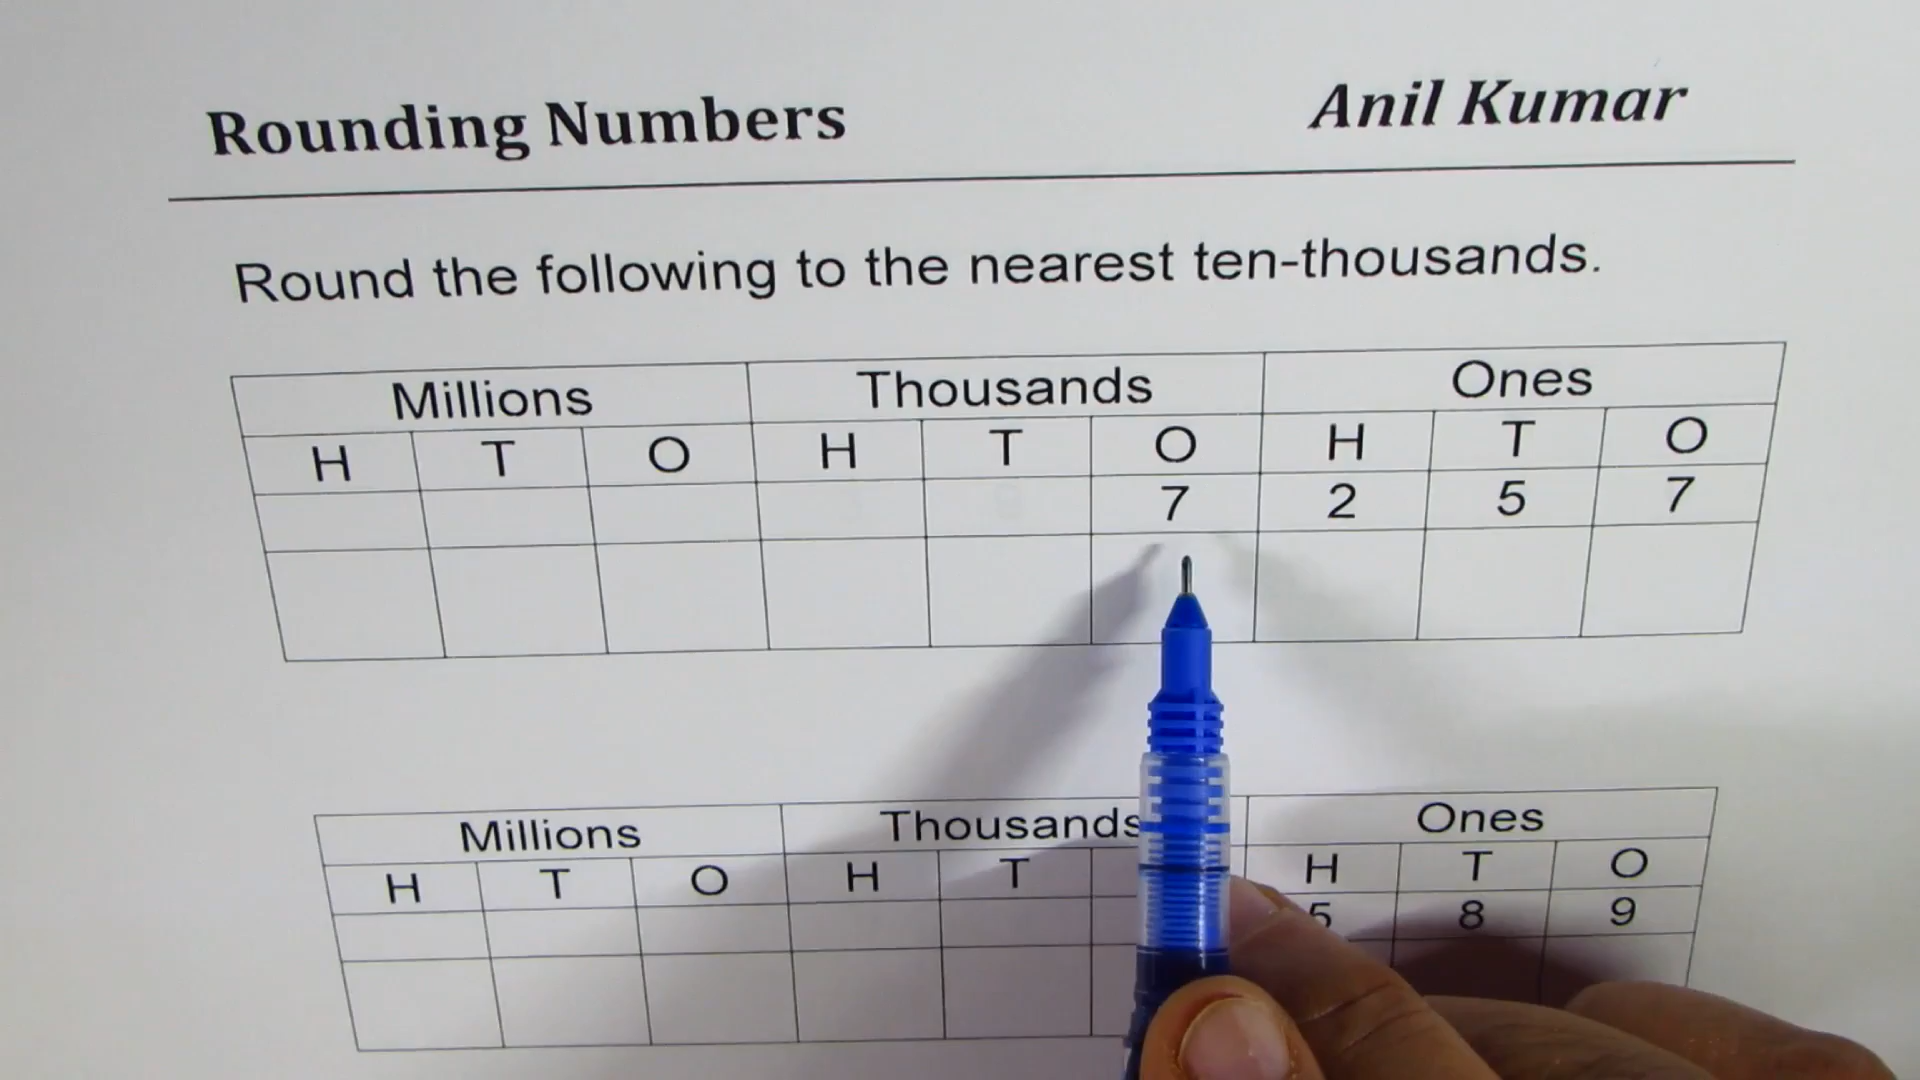 Rounding Numbers Anil Kumar
Round the following to the nearest ten-thousands.
Millions Thousands Ones
H T O H T O H T O
7 2 5 7
Millions Thousands Ones
H T O H T H T O
5 8 9